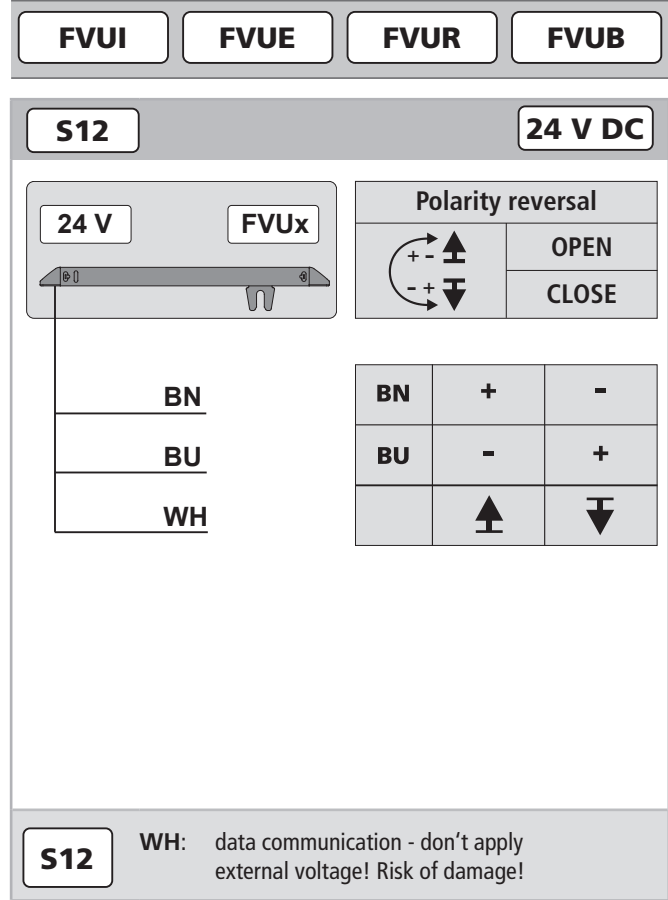 FVUI FVUE FVUR FVUB
S12 24 V DC
24 V FVUx
Polarity reversal
+ - OPEN
- + CLOSE
BN
BU
WH
BN + -
BU - +
S12
WH: data communication - don‘t apply
external voltage! Risk of damage!